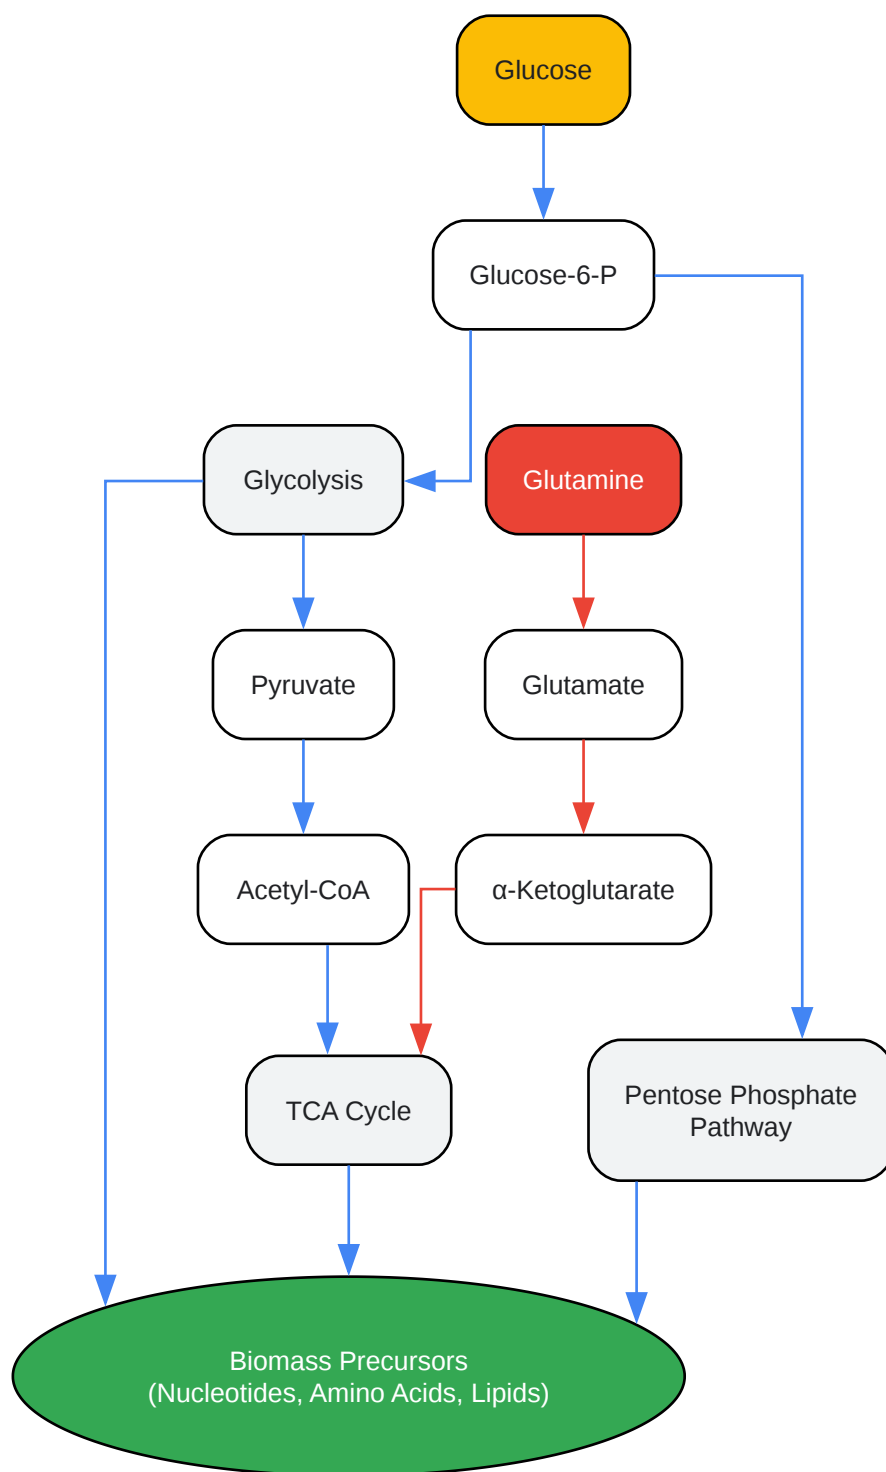 Glucose
Glucose-6-P
Glycolysis
Glutamine
Pyruvate
Glutamate
Acetyl-CoA
α-Ketoglutarate
TCA Cycle
Pentose Phosphate
Pathway
Biomass Precursors
(Nucleotides, Amino Acids, Lipids)